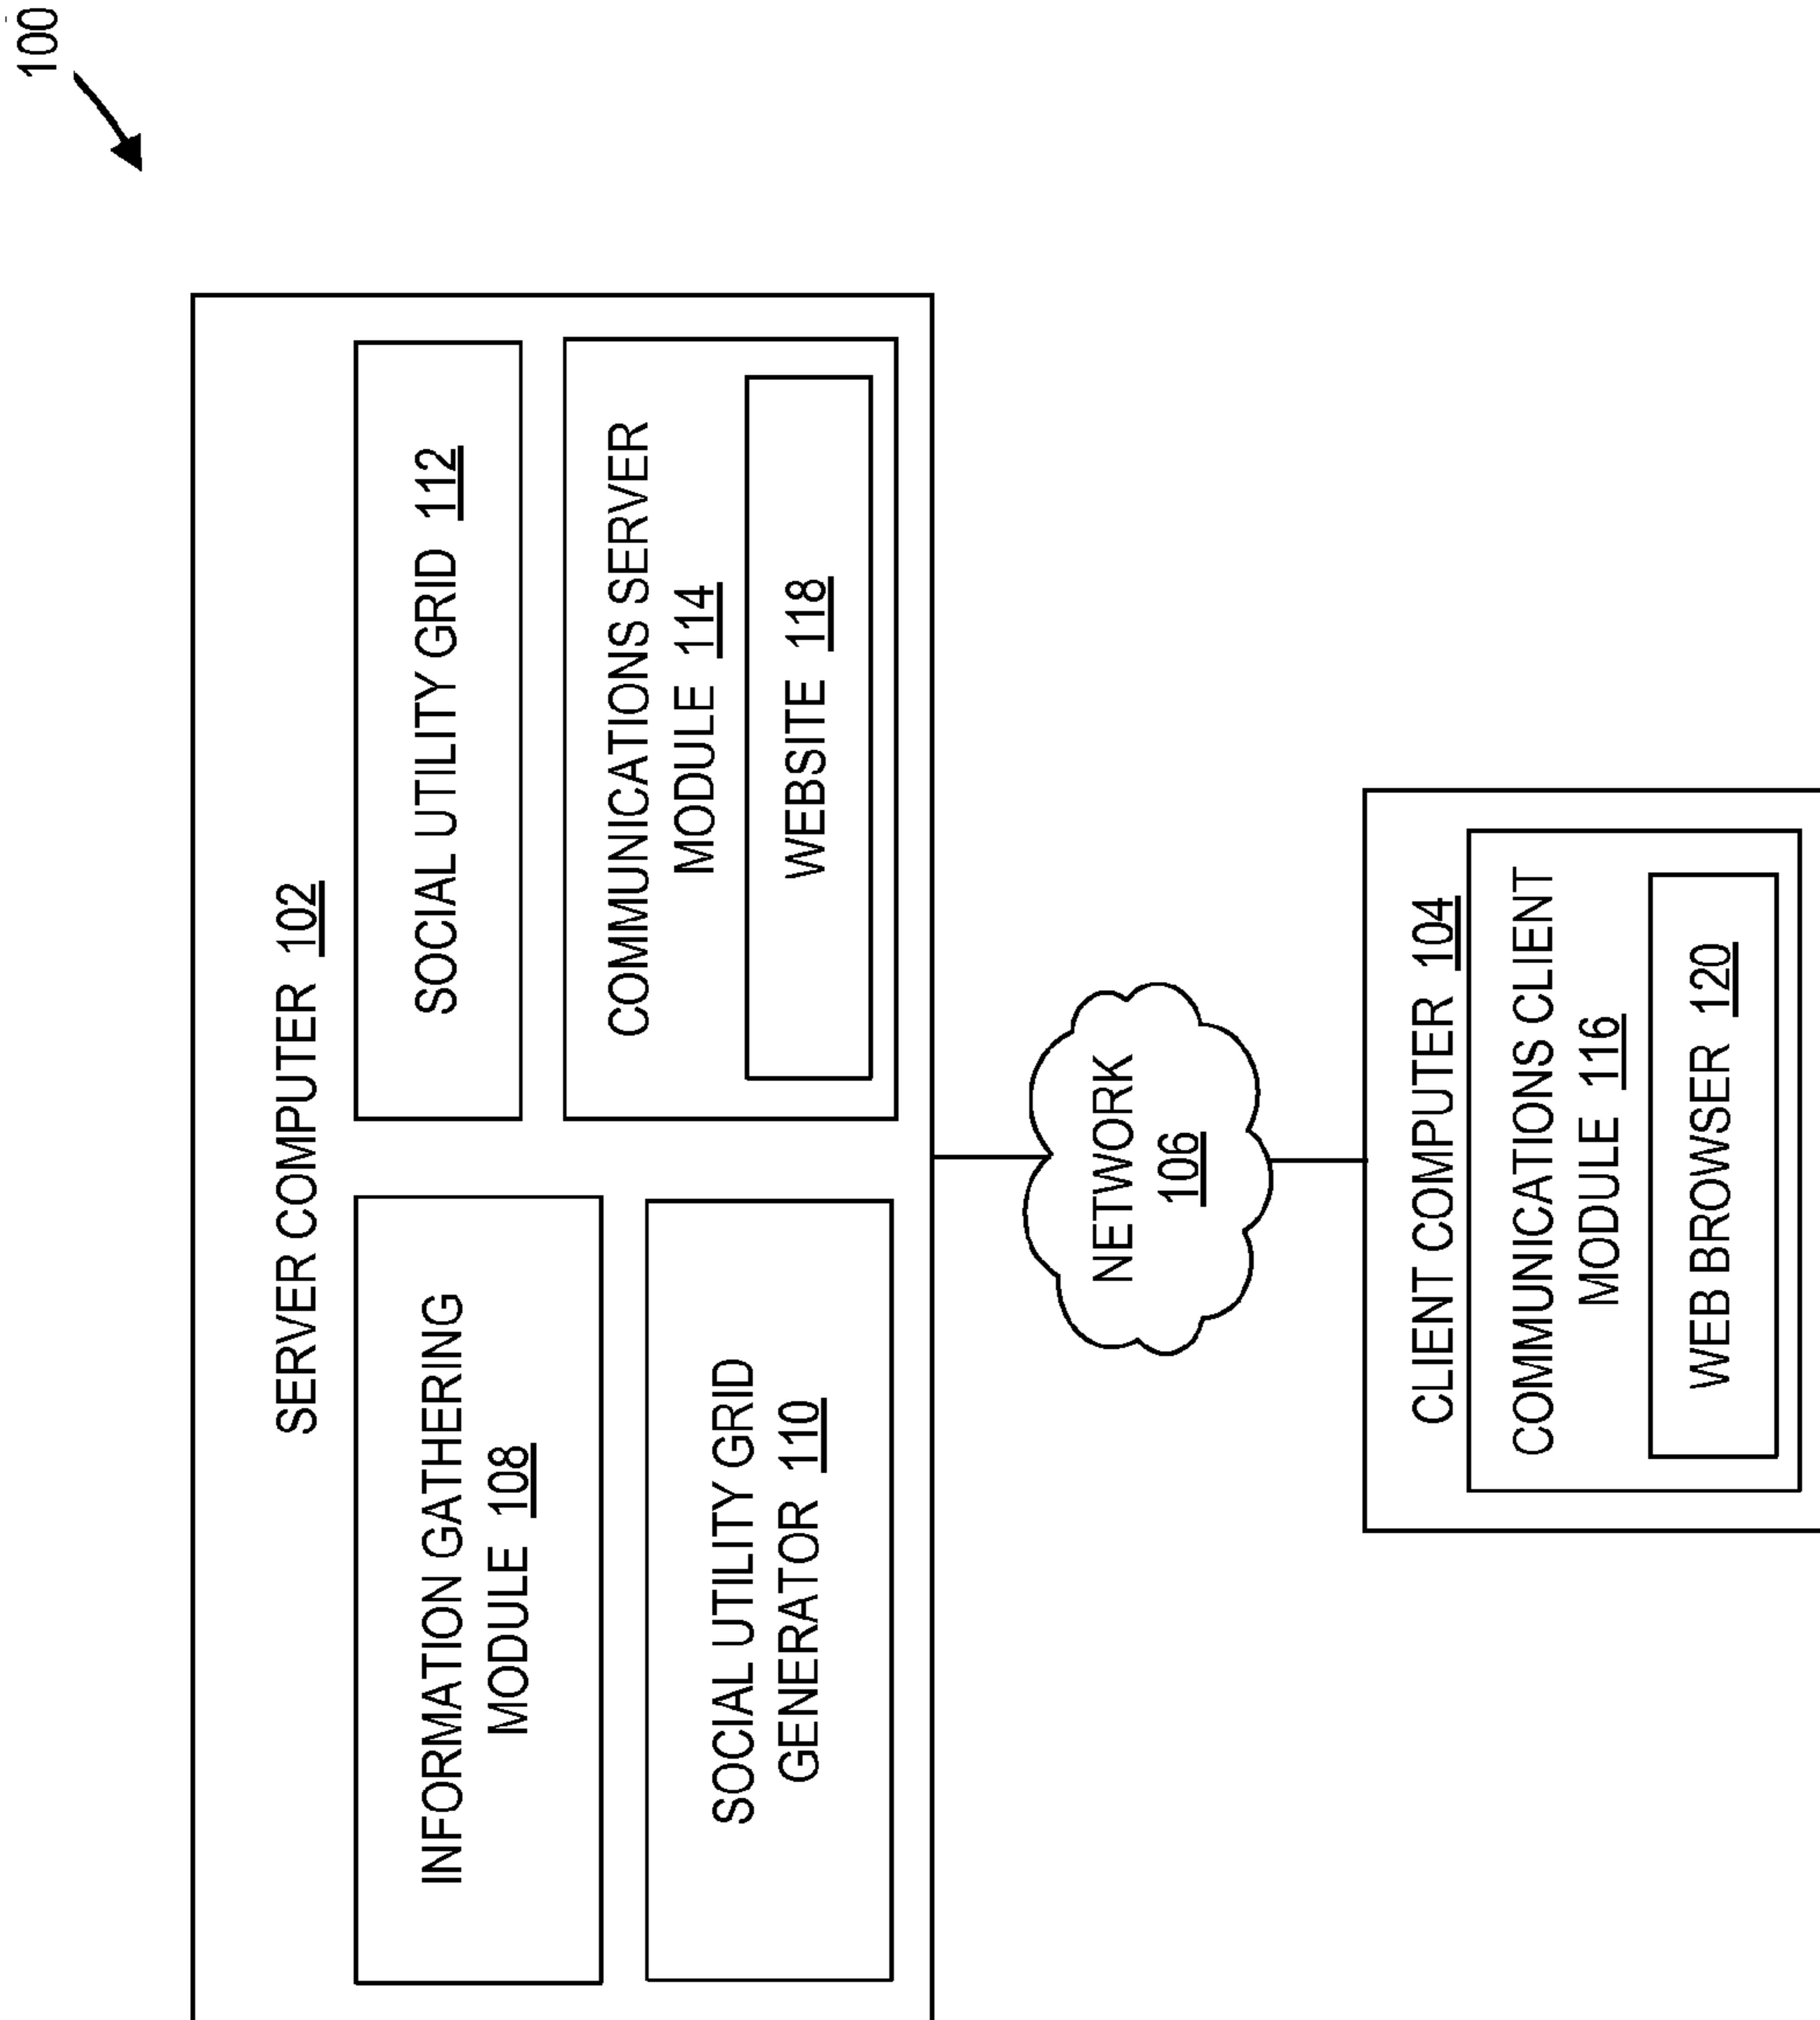 100
SERVER COMPUTER 102
INFORMATION GATHERING
MODULE 108
SOCIAL UTILITY GRID 112
SOCIAL UTILITY GRID
GENERATOR 110
COMMUNICATIONS SERVER
MODULE 114
WEBSITE 118
NETWORK
106
CLIENT COMPUTER 104
COMMUNICATIONS CLIENT
MODULE 116
WEB BROWSER 120